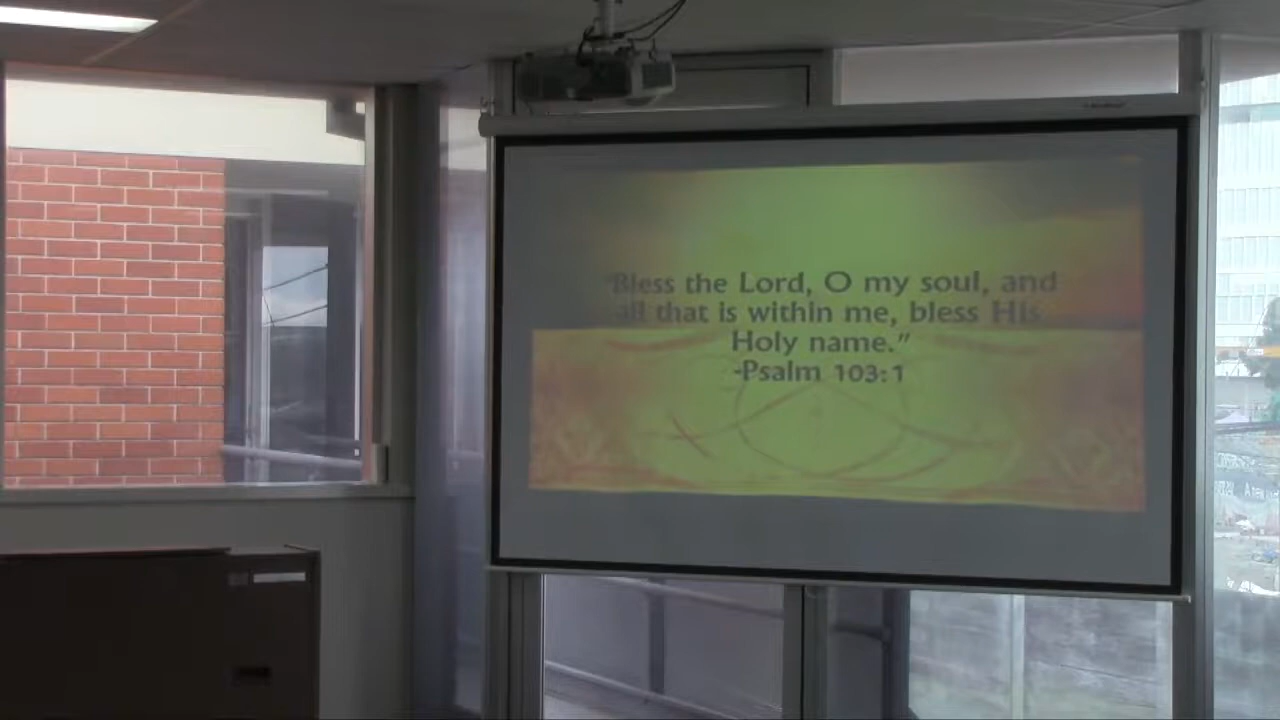 "Bless the Lord, O my soul, and
all that is within me, bless His
Holy name."
-Psalm 103:1